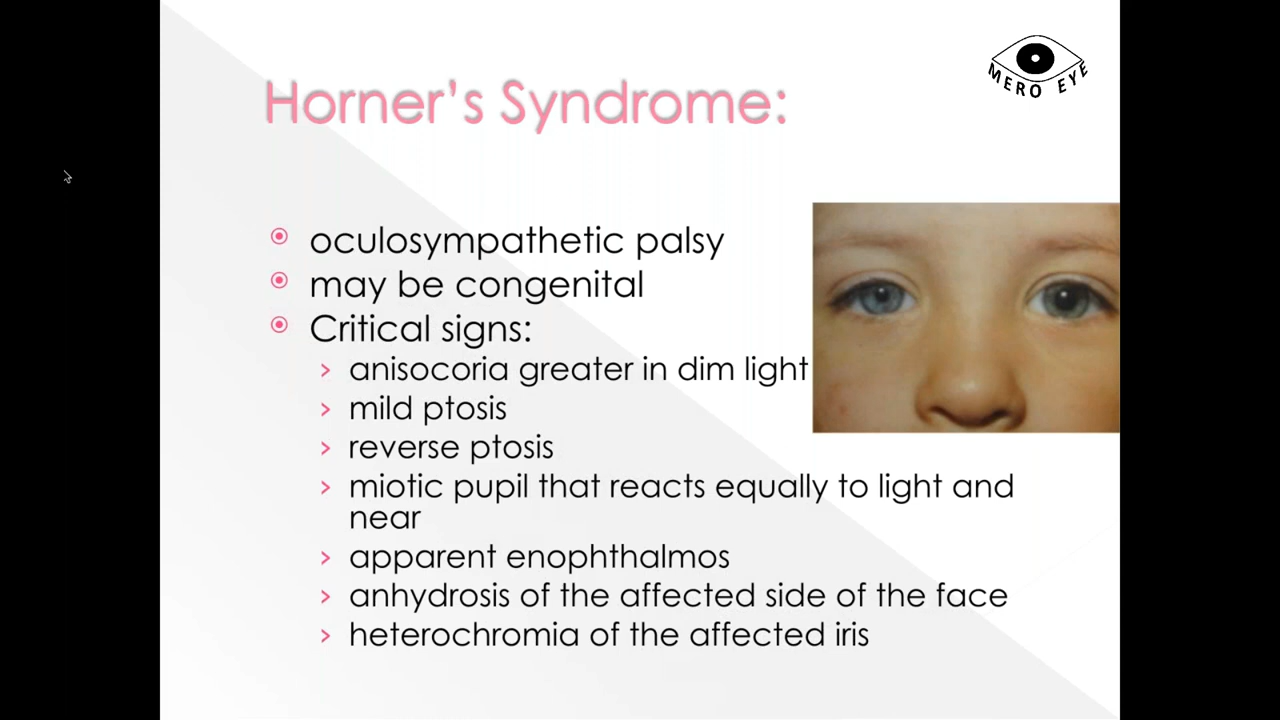 MERO EYE
Horner's Syndrome:
oculosympathetic palsy
may be congenital
Critical signs:
anisocoria greater in dim light
mild ptosis
reverse ptosis
miotic pupil that reacts equally to light and
near
apparent enophthalmos
anhydrosis of the affected side of the face
heterochromia of the affected iris